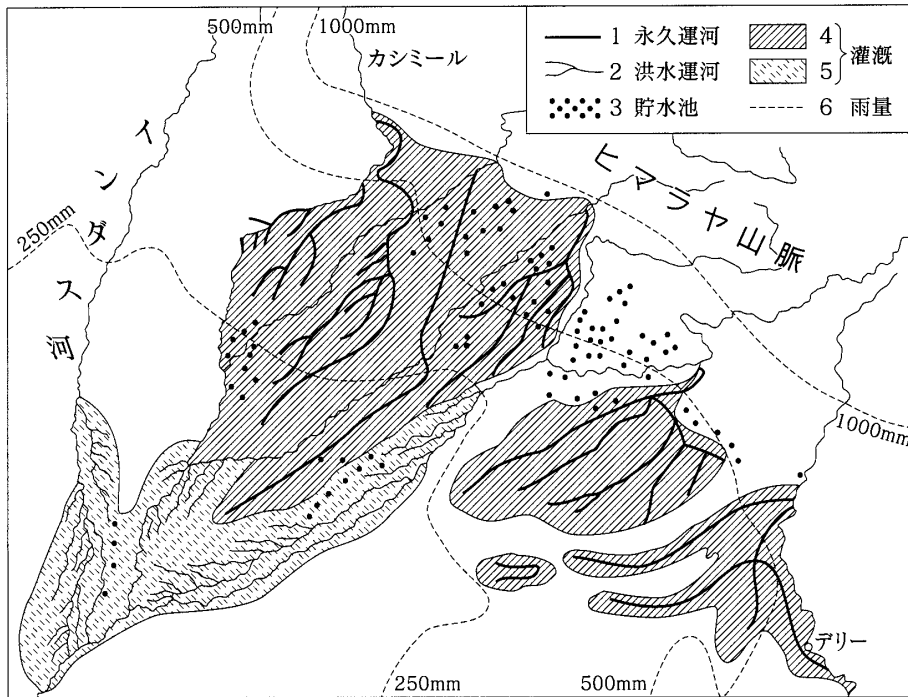 500mm
1000mm
カシミール
1 永久運河
2 洪水運河
3 貯水池
4
5
灌漑
6 雨量
インダス河
ヒマラヤ山脈
250mm
1000mm
250mm
500mm
デリー